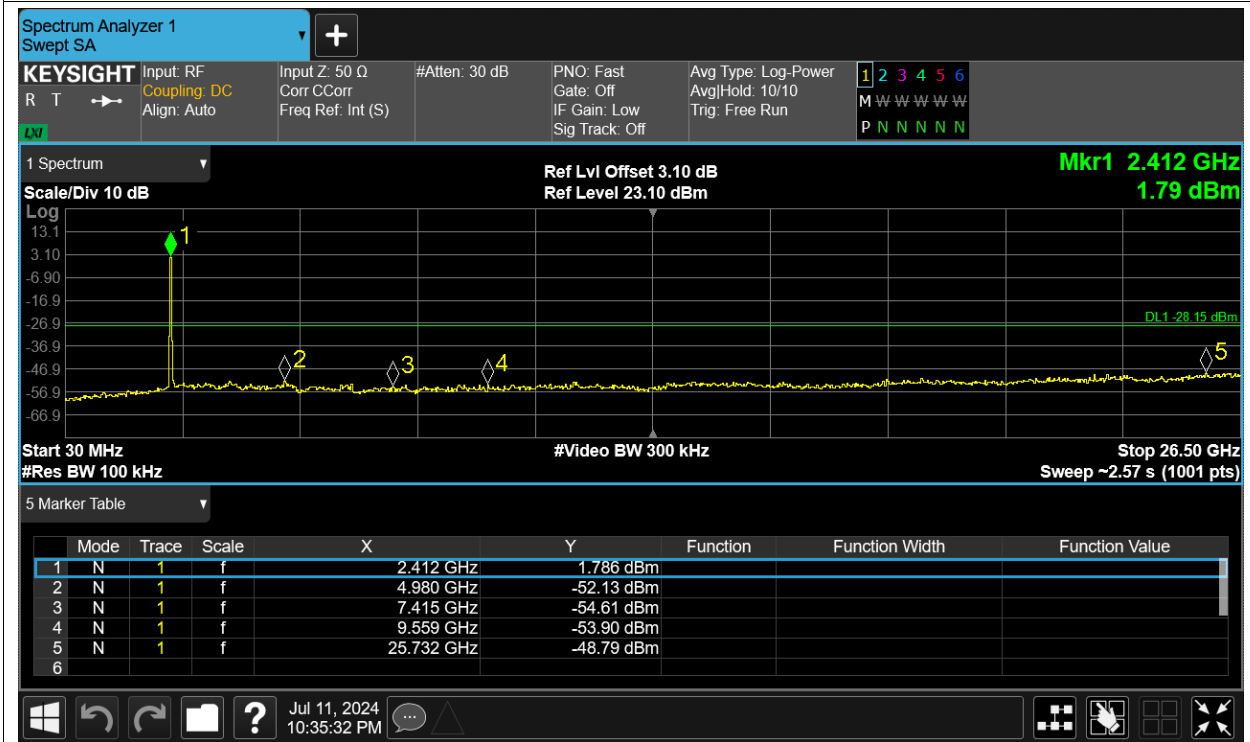 Spectrum Analyzer 1
Swept SA
KEYSIGHT Input: RF Input Z: 50 Ω #Atten: 30 dB PNO: Fast Avg Type: Log-Power 1 2 3 4 5 6
R T Coupling: DC Corr CCorr Gate: Off Avg|Hold: 10/10 M W W W W W
Align: Auto Freq Ref: Int (S) IF Gain: Low Trig: Free Run
LXI Sig Track: Off P N N N N N
1 Spectrum Ref Lvl Offset 3.10 dB Mkr1 2.412 GHz
Scale/Div 10 dB Ref Level 23.10 dBm 1.79 dBm
Log
13.1 1
3.10
-6.90
-16.9
-26.9 DL1 -28.15 dBm
-36.9 2 3 4 5
-46.9
-56.9
-66.9
Start 30 MHz #Video BW 300 kHz Stop 26.50 GHz
#Res BW 100 kHz Sweep ~2.57 s (1001 pts)
5 Marker Table
Mode Trace Scale X Y Function Function Width Function Value
1 N 1 f 2.412 GHz 1.786 dBm
2 N 1 f 4.980 GHz -52.13 dBm
3 N 1 f 7.415 GHz -54.61 dBm
4 N 1 f 9.559 GHz -53.90 dBm
5 N 1 f 25.732 GHz -48.79 dBm
6
? Jul 11, 2024
10:35:32 PM